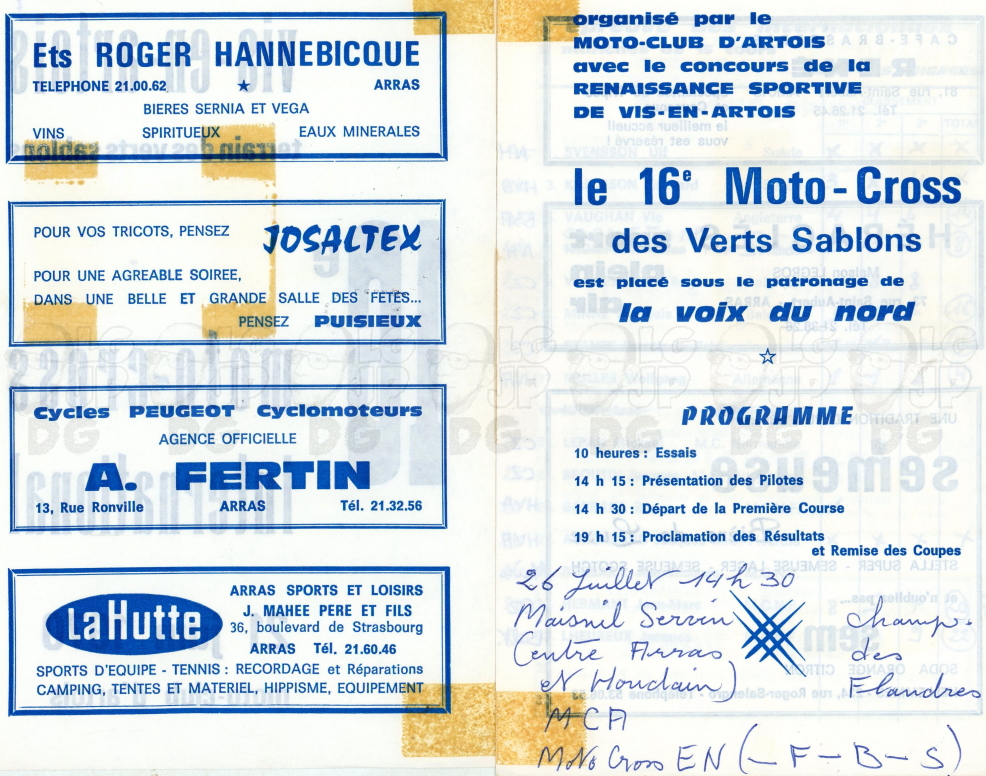 Ets ROGER HANNEBICQUE
TELEPHONE 21.00.62 ★ ARRAS
BIERES SERNIA ET VEGA
VINS SPIRITUEUX EAUX MINERALES
POUR VOS TRICOTS, PENSEZ JOSALTEX
POUR UNE AGREABLE SOIREE,
DANS UNE BELLE ET GRANDE SALLE DES FETES...
PENSEZ PUISIEUX
Cycles PEUGEOT Cyclomoteurs
AGENCE OFFICIELLE
A. FERTIN
13, Rue Ronville ARRAS Tél. 21.32.56
La Hutte
ARRAS SPORTS ET LOISIRS
J. MAHEE PERE ET FILS
36, boulevard de Strasbourg
ARRAS Tél. 21.60.46
SPORTS D'EQUIPE - TENNIS : RECORDAGE et Réparations
CAMPING, TENTES ET MATERIEL, HIPPISME, EQUIPEMENT
organisé par le
MOTO-CLUB D'ARTOIS
avec le concours de la
RENAISSANCE SPORTIVE
DE VIS-EN-ARTOIS
le 16e Moto-Cross
des Verts Sablons
est placé sous le patronage de
la voix du nord
☆
PROGRAMME
10 heures : Essais
14 h 15 : Présentation des Pilotes
14 h 30 : Départ de la Première Course
19 h 15 : Proclamation des Résultats
et Remise des Coupes
26 Juillet 14h30
Maisnil Servin
(entre Arras
et Houdain)
Champ.
des
Flandres
MCA
Moto Cross EN (-F-B-S)